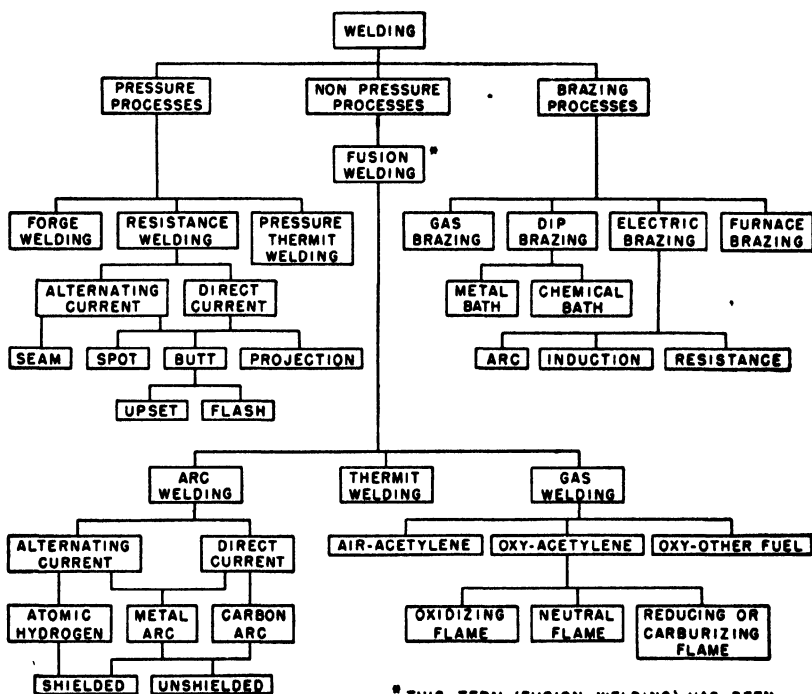 WELDING
PRESSURE
PROCESSES
NON PRESSURE
PROCESSES
BRAZING
PROCESSES
FUSION
WELDING
*
FORGE
WELDING
RESISTANCE
WELDING
PRESSURE
THERMIT
WELDING
GAS
BRAZING
DIP
BRAZING
ELECTRIC
BRAZING
FURNACE
BRAZING
ALTERNATING
CURRENT
DIRECT
CURRENT
METAL
BATH
CHEMICAL
BATH
SEAM
SPOT
BUTT
PROJECTION
ARC
INDUCTION
RESISTANCE
UPSET
FLASH
ARC
WELDING
THERMIT
WELDING
GAS
WELDING
ALTERNATING
CURRENT
DIRECT
CURRENT
AIR-ACETYLENE
OXY-ACETYLENE
OXY-OTHER FUEL
ATOMIC
HYDROGEN
METAL
ARC
CARBON
ARC
OXIDIZING
FLAME
NEUTRAL
FLAME
REDUCING OR
CARBURIZING
FLAME
SHIELDED
UNSHIELDED
* THIS TERM (FUSION WELDING) HAS BEEN